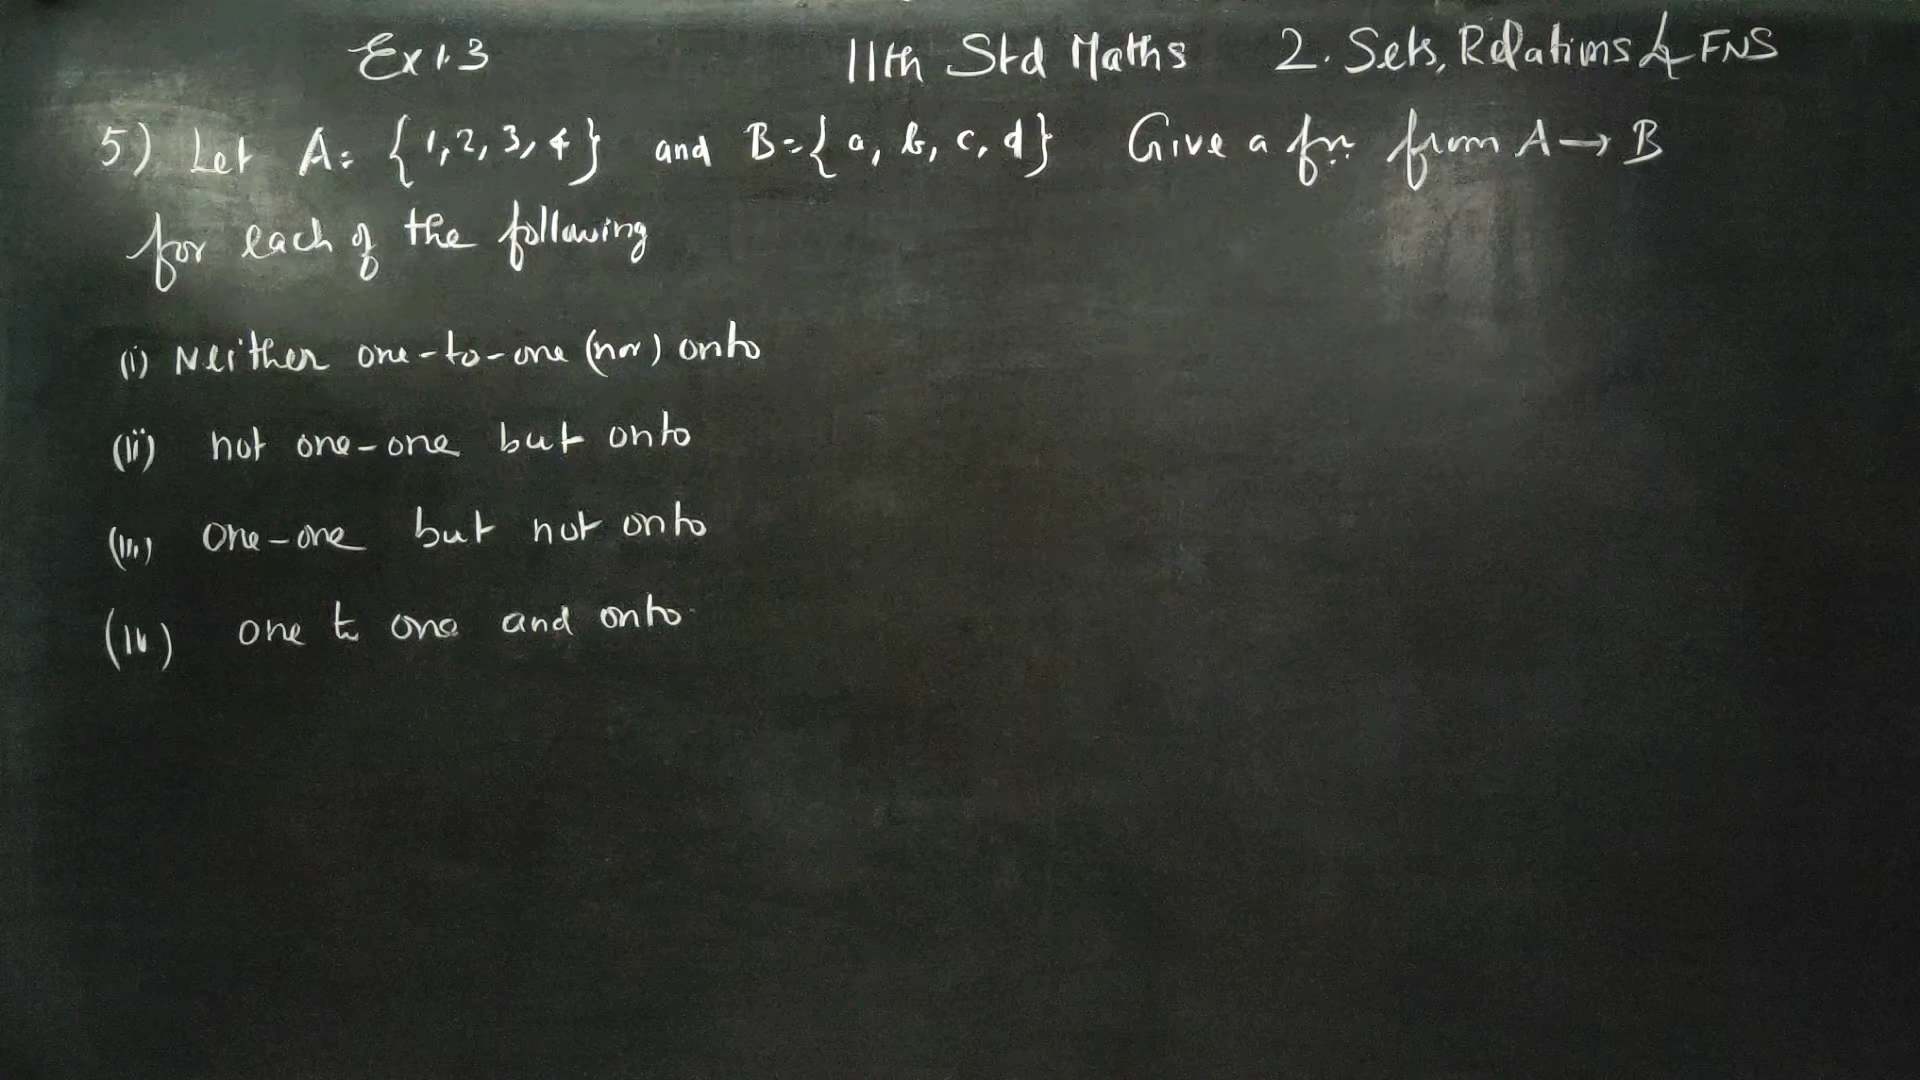 Ex 1.3 11th Std Maths 2. Sets, Relations & FNS
5) Let A = {1, 2, 3, 4} and B = {a, b, c, d} Give a fn. from A → B
for each of the following
(i) Neither one-to-one (nor) onto
(ii) not one-one but onto
(iii) one-one but not onto
(iv) one to one and onto